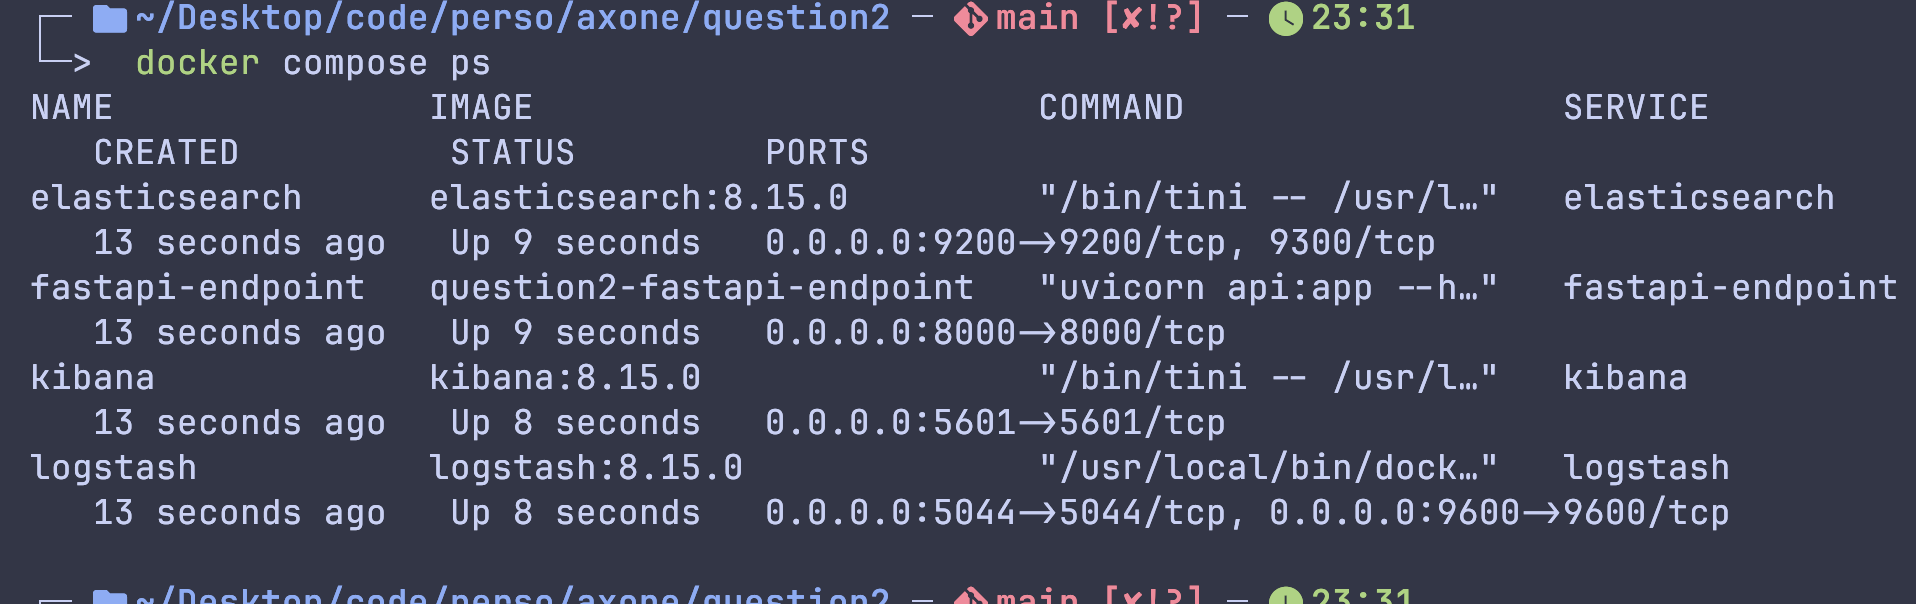 ~/Desktop/code/perso/axone/question2 — main [✘!?] — 23:31
└─> docker compose ps
NAME IMAGE COMMAND SERVICE
CREATED STATUS PORTS
elasticsearch elasticsearch:8.15.0 "/bin/tini -- /usr/l…" elasticsearch
13 seconds ago Up 9 seconds 0.0.0.0:9200->9200/tcp, 9300/tcp
fastapi-endpoint question2-fastapi-endpoint "uvicorn api:app --h…" fastapi-endpoint
13 seconds ago Up 9 seconds 0.0.0.0:8000->8000/tcp
kibana kibana:8.15.0 "/bin/tini -- /usr/l…" kibana
13 seconds ago Up 8 seconds 0.0.0.0:5601->5601/tcp
logstash logstash:8.15.0 "/usr/local/bin/dock…" logstash
13 seconds ago Up 8 seconds 0.0.0.0:5044->5044/tcp, 0.0.0.0:9600->9600/tcp
~/Desktop/code/perso/axone/question2 — main [✘!?] — 23:31